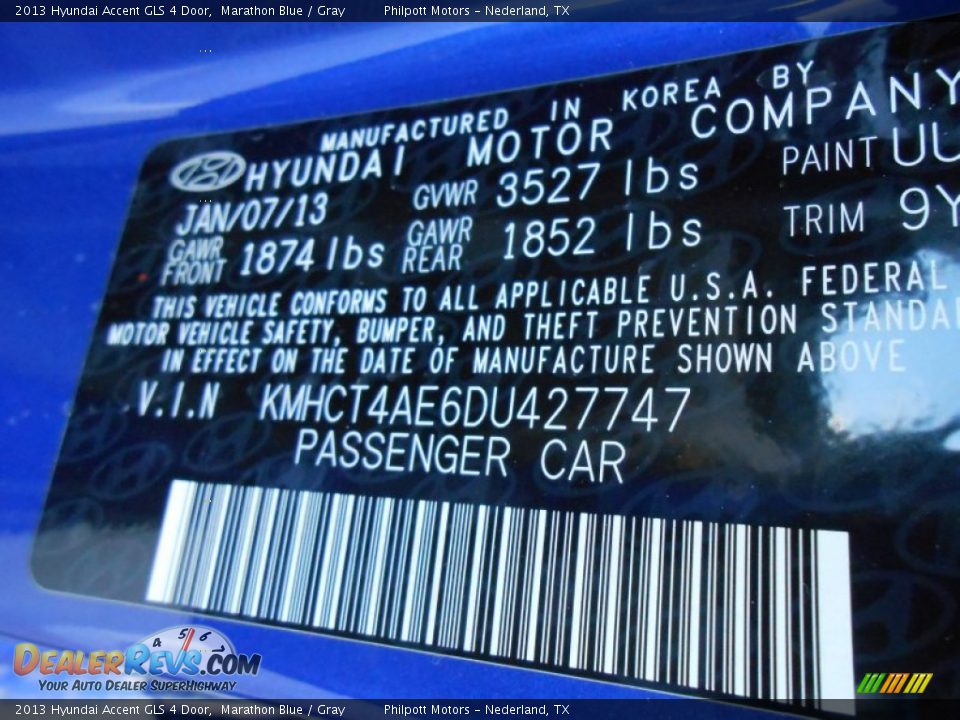 2013 Hyundai Accent GLS 4 Door, Marathon Blue / Gray Philpott Motors - Nederland, TX
MANUFACTURED IN KOREA BY
HYUNDAI MOTOR COMPANY
JAN/07/13 GVWR 3527 lbs PAINT UU
GAWR FRONT 1874 lbs GAWR REAR 1852 lbs TRIM 9Y
THIS VEHICLE CONFORMS TO ALL APPLICABLE U.S.A. FEDERAL
MOTOR VEHICLE SAFETY, BUMPER, AND THEFT PREVENTION STANDA
IN EFFECT ON THE DATE OF MANUFACTURE SHOWN ABOVE
V.I.N KMHCT4AE6DU427747
PASSENGER CAR
4 5 6
DealerRevs.com
Your Auto Dealer SuperHighway
2013 Hyundai Accent GLS 4 Door, Marathon Blue / Gray Philpott Motors - Nederland, TX